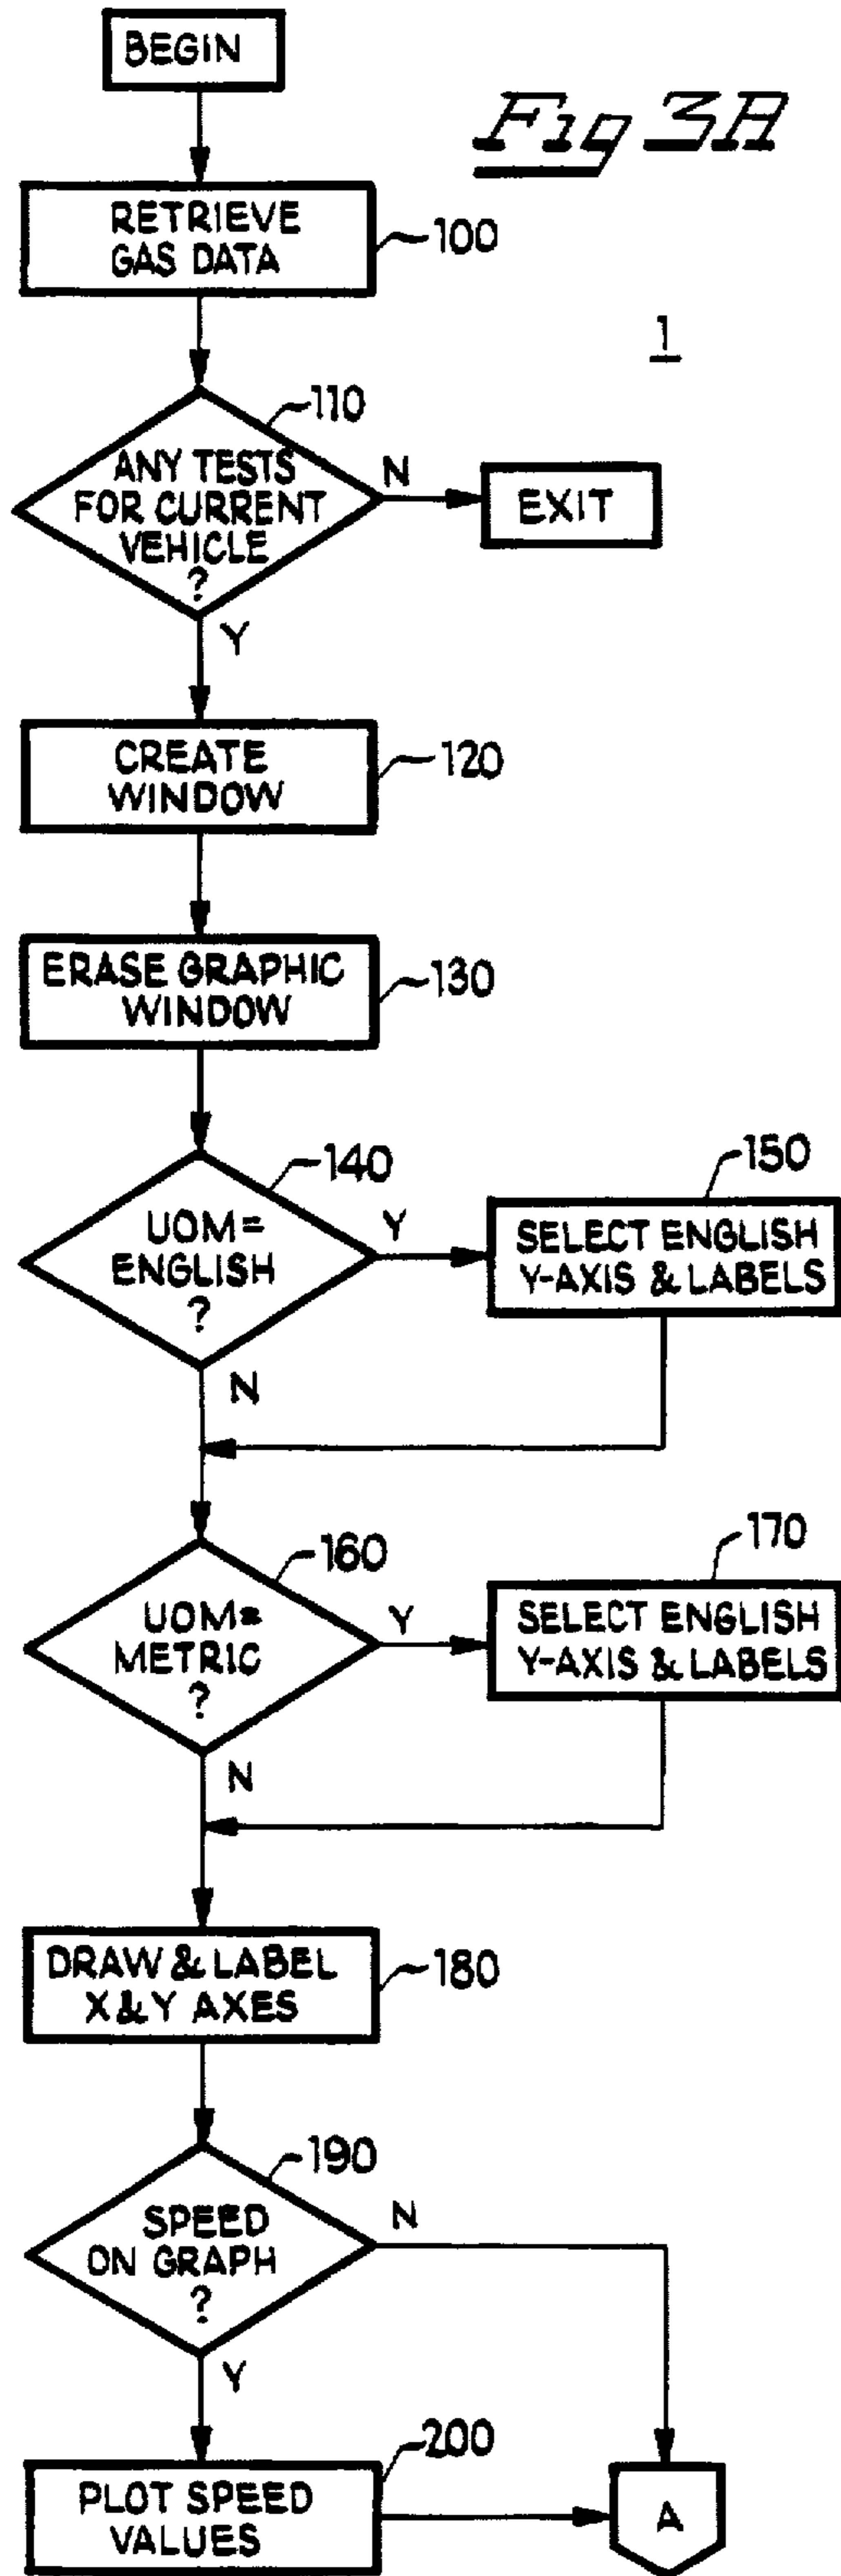 BEGIN
Fig 3A
RETRIEVE
GAS DATA
100
1
110
ANY TESTS
FOR CURRENT
VEHICLE
?
N
EXIT
Y
CREATE
WINDOW
120
ERASE GRAPHIC
WINDOW
130
140
UOM=
ENGLISH
?
Y
150
SELECT ENGLISH
Y-AXIS & LABELS
N
160
UOM=
METRIC
?
Y
170
SELECT ENGLISH
Y-AXIS & LABELS
N
DRAW & LABEL
X & Y AXES
180
190
SPEED
ON GRAPH
?
N
Y
200
PLOT SPEED
VALUES
A